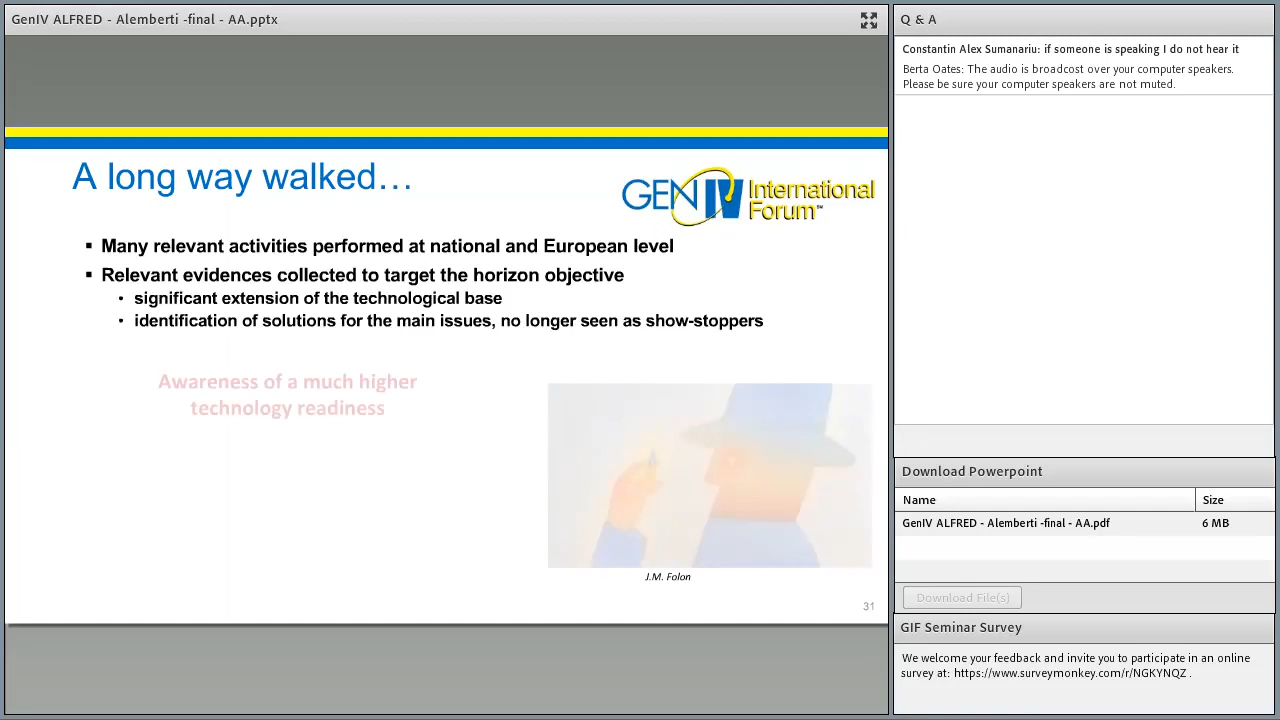 GenIV ALFRED - Alemberti -final - AA.pptx
A long way walked…
GEN IV International
Forum™
▪ Many relevant activities performed at national and European level
▪ Relevant evidences collected to target the horizon objective
• significant extension of the technological base
• identification of solutions for the main issues, no longer seen as show-stoppers
Awareness of a much higher
technology readiness
J.M. Folon
31
Q & A
Constantin Alex Sumanariu: if someone is speaking I do not hear it
Berta Oates: The audio is broadcast over your computer speakers.
Please be sure your computer speakers are not muted.
Download Powerpoint
Name Size
GenIV ALFRED - Alemberti -final - AA.pdf 6 MB
Download File(s)
GIF Seminar Survey
We welcome your feedback and invite you to participate in an online
survey at: https://www.surveymonkey.com/r/NGKYNQZ .